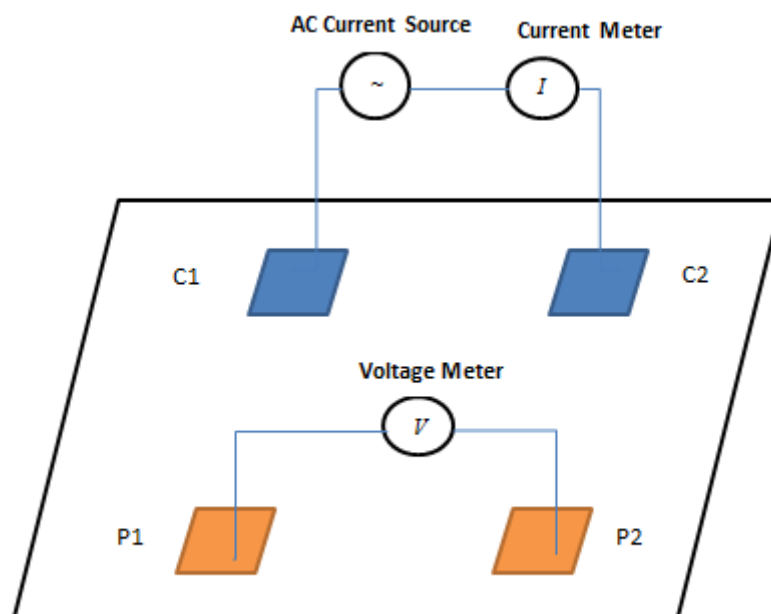 AC Current Source
Current Meter
~
I
C1
C2
Voltage Meter
V
P1
P2